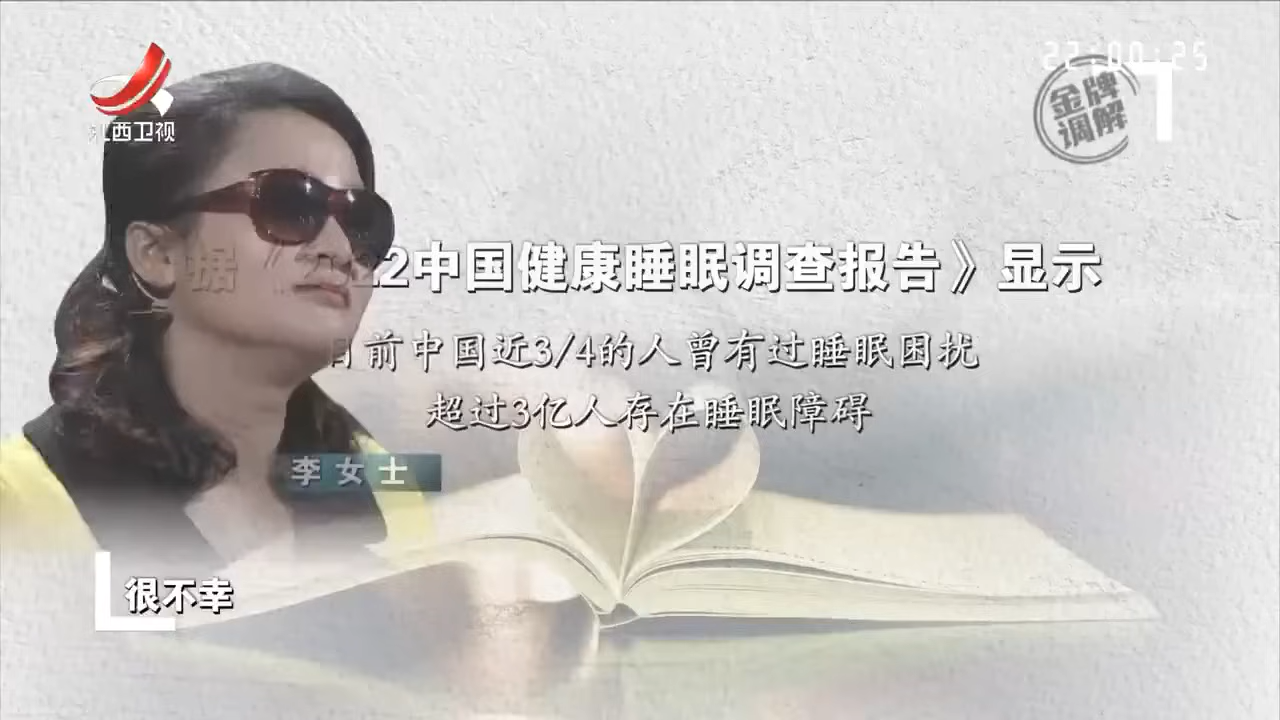 22:00:25
江西卫视
金牌
调解
据《22中国健康睡眠调查报告》显示
目前中国近3/4的人曾有过睡眠困扰
超过3亿人存在睡眠障碍
李女士
很不幸